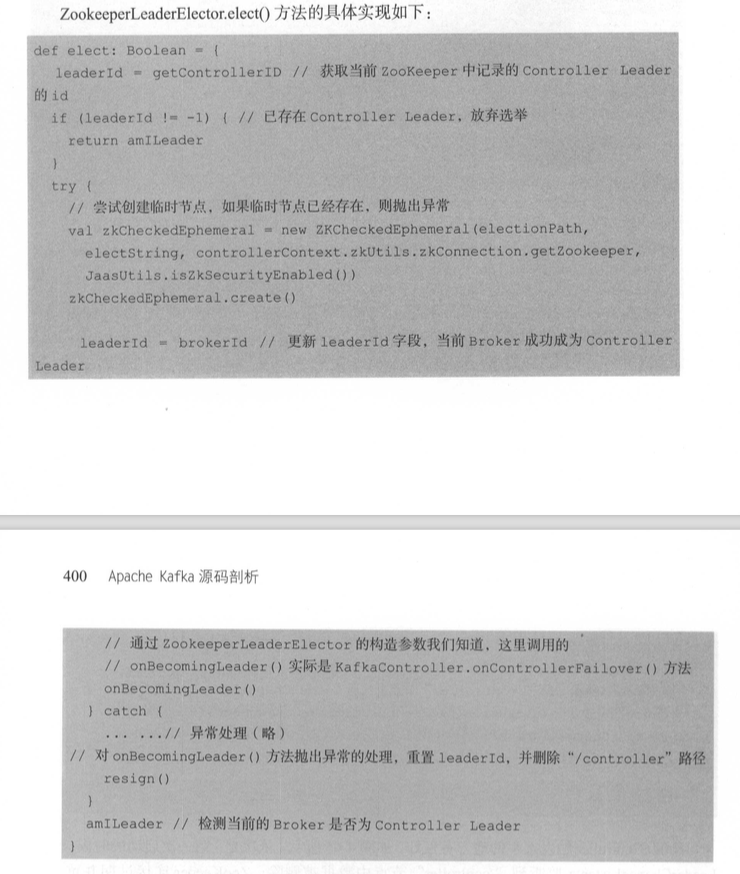 ZookeeperLeaderElector.elect() 方法的具体实现如下：
def elect: Boolean = {
leaderId = getControllerID // 获取当前 ZooKeeper 中记录的 Controller Leader
的 id
if (leaderId != -1) { // 已存在 Controller Leader，放弃选举
return amILeader
}
try {
// 尝试创建临时节点，如果临时节点已经存在，则抛出异常
val zkCheckedEphemeral = new ZKCheckedEphemeral(electionPath,
electString, controllerContext.zkUtils.zkConnection.getZookeeper,
JaasUtils.isZkSecurityEnabled())
zkCheckedEphemeral.create()
leaderId = brokerId // 更新 leaderId 字段，当前 Broker 成功成为 Controller
Leader
400 Apache Kafka 源码剖析
// 通过 ZookeeperLeaderElector 的构造参数我们知道，这里调用的
// onBecomingLeader() 实际是 KafkaController.onControllerFailover() 方法
onBecomingLeader()
} catch {
... ...// 异常处理（略）
// 对 onBecomingLeader() 方法抛出异常的处理，重置 leaderId，并删除“/controller”路径
resign()
}
amILeader // 检测当前的 Broker 是否为 Controller Leader
}